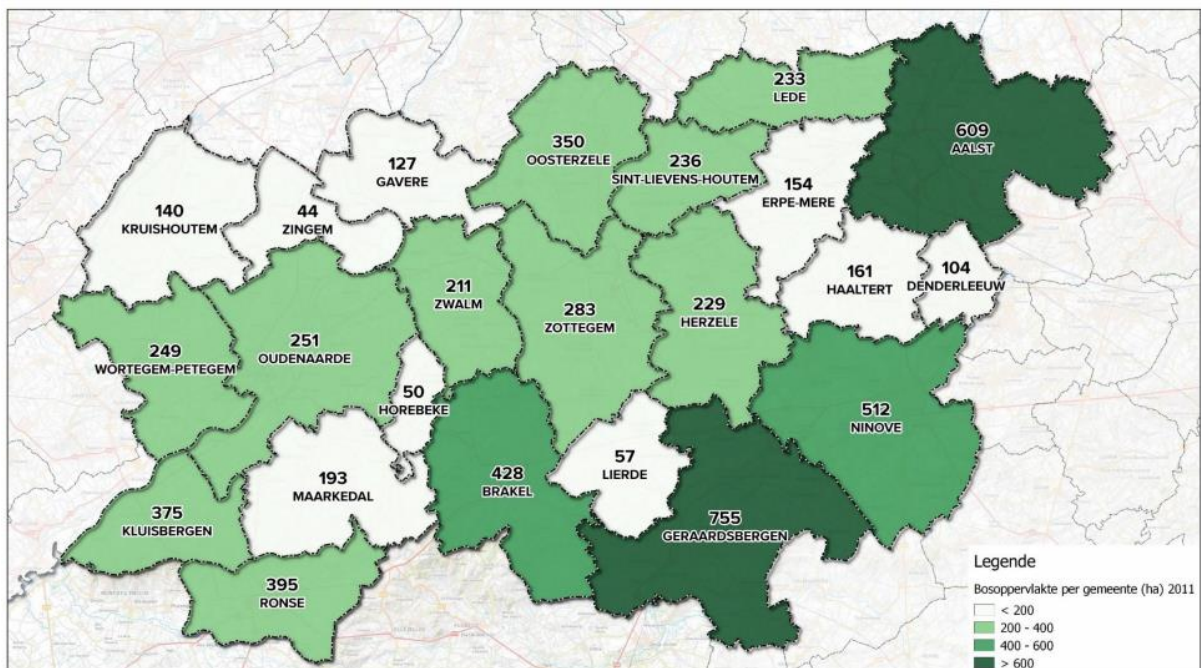 233
LEDE
609
AALST
350
OOSTERZELE
236
SINT-LIEVENS-HOUTEM
127
GAVERE
154
ERPE-MERE
140
KRUISHOUTEM
44
ZINGEM
161
HAALTERT
104
DENDERLEEUW
211
ZWALM
283
ZOTTEGEM
229
HERZELE
249
WORTEGEM-PETEGEM
251
OUDENAARDE
50
HOREBEKE
512
NINOVE
57
LIERDE
428
BRAKEL
193
MAARKEDAL
375
KLUISBERGEN
755
GERAARDSBERGEN
395
RONSE
Legende
Bosoppervlakte per gemeente (ha) 2011
< 200
200 - 400
400 - 600
> 600